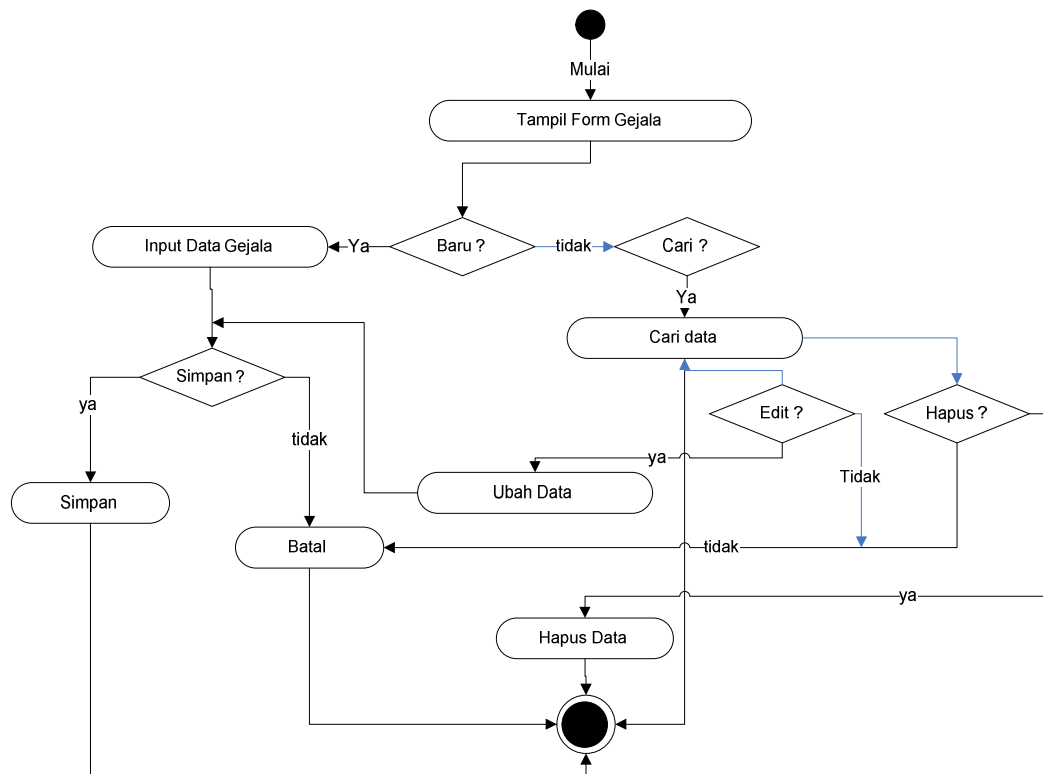 Mulai
Tampil Form Gejala
Input Data Gejala
Ya
Baru ?
tidak
Cari ?
Ya
Cari data
Simpan ?
ya
tidak
Edit ?
Hapus ?
ya
Tidak
Ubah Data
Simpan
Batal
tidak
ya
Hapus Data